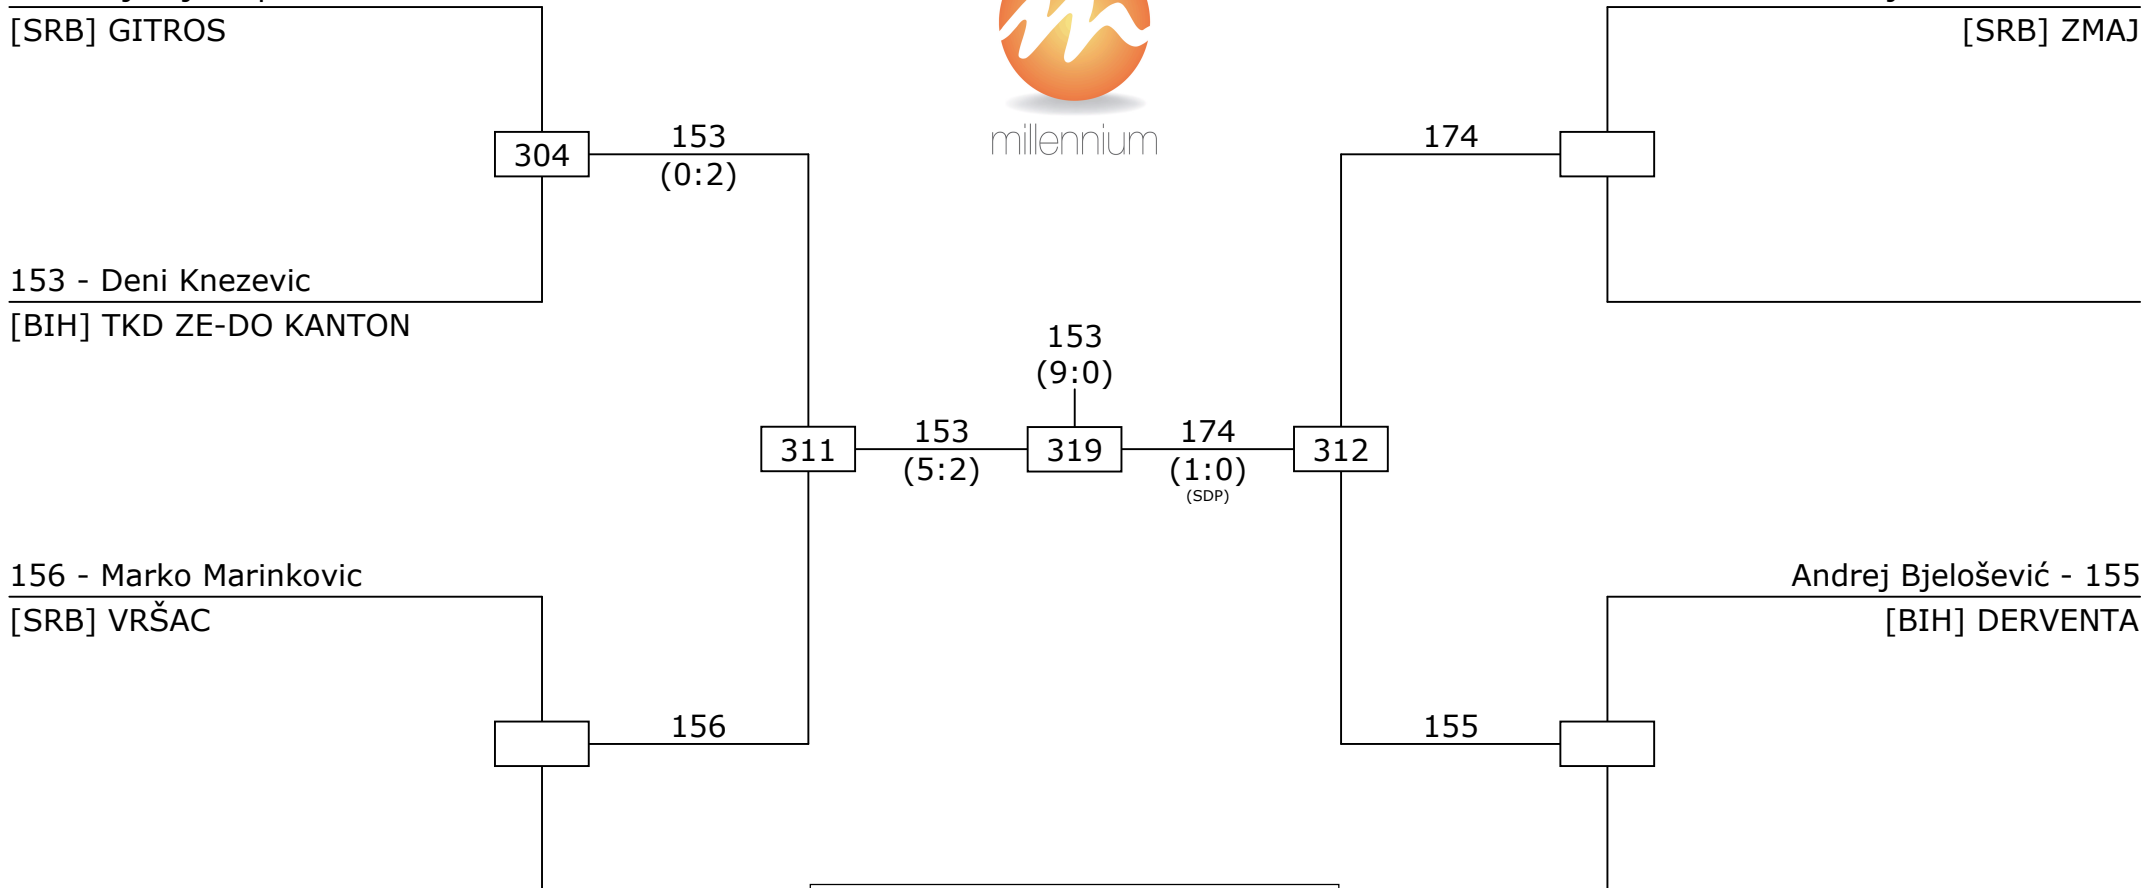 [SRB] GITROS
[SRB] ZMAJ
millennium
304
153
(0:2)
174
153 - Deni Knezevic
[BIH] TKD ZE-DO KANTON
153
(9:0)
311
153
(5:2)
319
174
(1:0)
(SDP)
312
156 - Marko Marinkovic
[SRB] VRŠAC
Andrej Bjelošević - 155
[BIH] DERVENTA
156
155